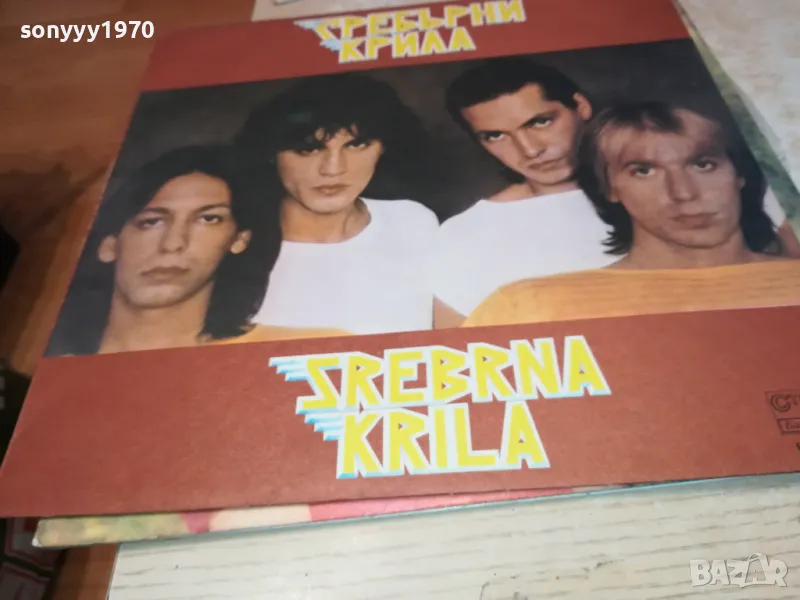 sonyyy1970
СРЕБЪРНИ
КРИЛА
SREBRNA
KRILA
BAZAR